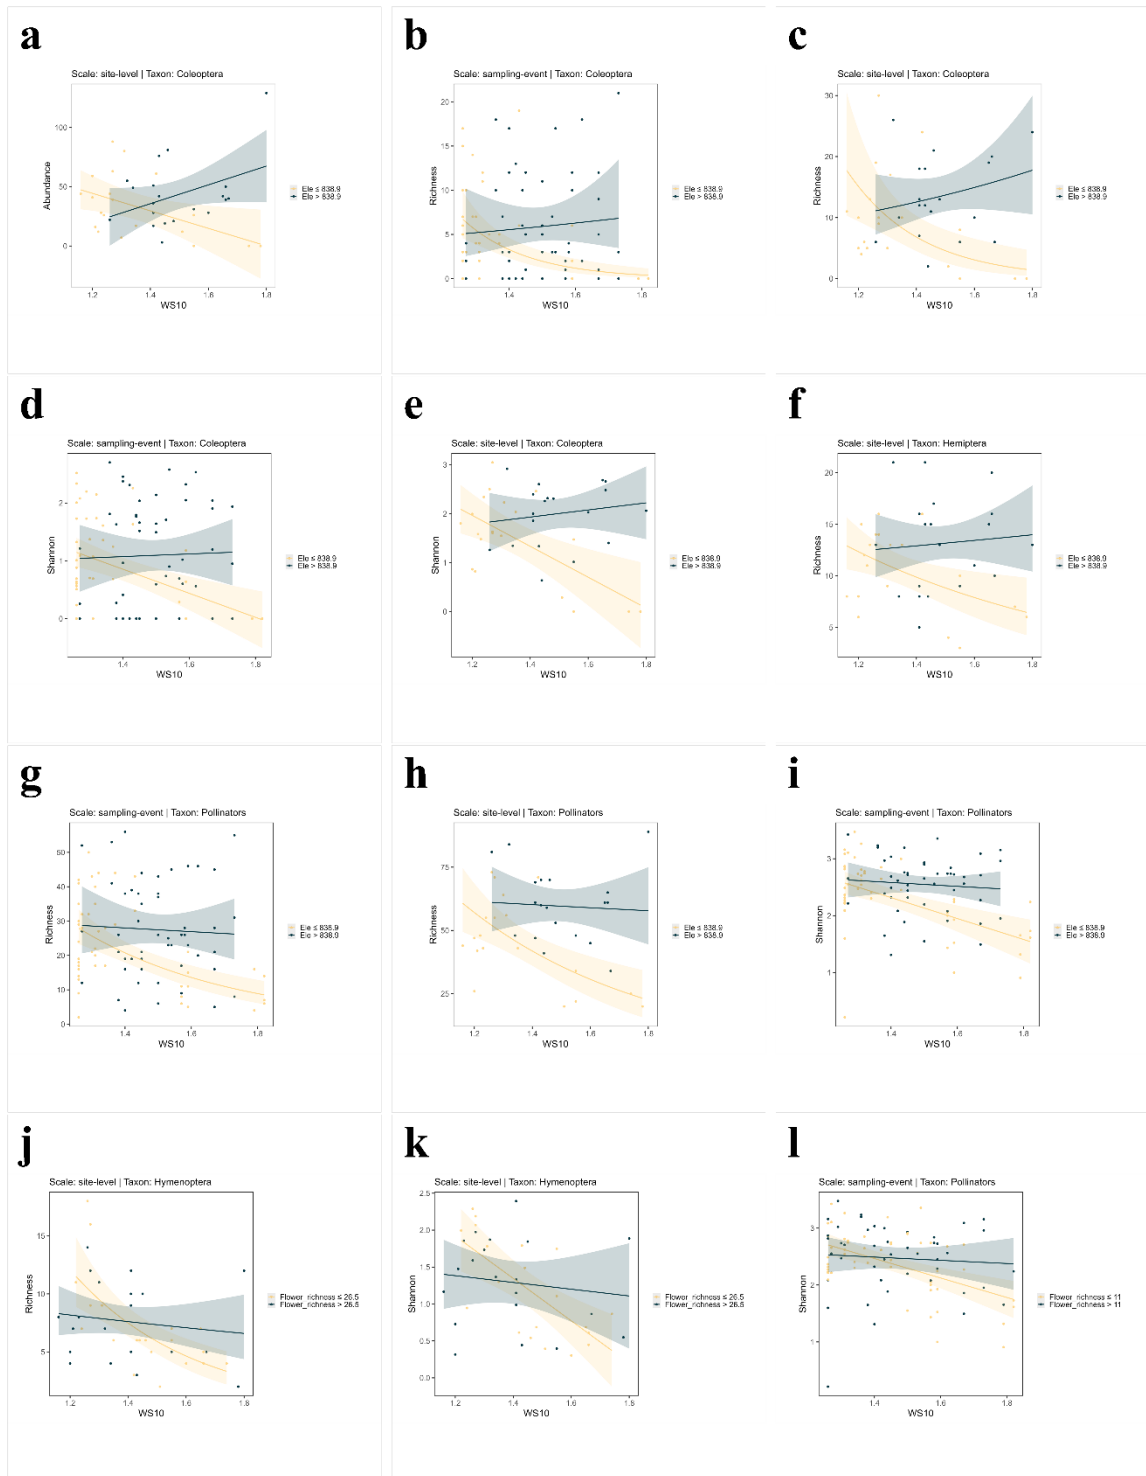 a
Scale: site-level | Taxon: Coleoptera
Abundance
100
50
0
1.2 1.4 1.6 1.8
WS10
Ele ≤ 838.9
Ele > 838.9
b
Scale: sampling-event | Taxon: Coleoptera
Richness
20
15
10
5
0
1.4 1.6 1.8
WS10
Ele ≤ 838.9
Ele > 838.9
c
Scale: site-level | Taxon: Coleoptera
Richness
30
20
10
0
1.2 1.4 1.6 1.8
WS10
Ele ≤ 838.9
Ele > 838.9
d
Scale: sampling-event | Taxon: Coleoptera
Shannon
2
1
0
1.4 1.6 1.8
WS10
Ele ≤ 838.9
Ele > 838.9
e
Scale: site-level | Taxon: Coleoptera
Shannon
3
2
1
0
1.2 1.4 1.6 1.8
WS10
Ele ≤ 838.9
Ele > 838.9
f
Scale: site-level | Taxon: Hemiptera
Richness
20
15
10
5
1.2 1.4 1.6 1.8
WS10
Ele ≤ 838.9
Ele > 838.9
g
Scale: sampling-event | Taxon: Pollinators
Richness
50
40
30
20
10
0
1.4 1.6 1.8
WS10
Ele ≤ 838.9
Ele > 838.9
h
Scale: site-level | Taxon: Pollinators
Richness
75
50
25
1.2 1.4 1.6 1.8
WS10
Ele ≤ 838.9
Ele > 838.9
i
Scale: sampling-event | Taxon: Pollinators
Shannon
3
2
1
1.4 1.6 1.8
WS10
Ele ≤ 838.9
Ele > 838.9
j
Scale: site-level | Taxon: Hymenoptera
Richness
15
10
5
1.2 1.4 1.6 1.8
WS10
Flower_richness ≤ 26.5
Flower_richness > 26.5
k
Scale: site-level | Taxon: Hymenoptera
Shannon
2.5
2.0
1.5
1.0
0.5
0.0
1.2 1.4 1.6 1.8
WS10
Flower_richness ≤ 26.5
Flower_richness > 26.5
l
Scale: sampling-event | Taxon: Pollinators
Shannon
3
2
1
1.4 1.6 1.8
WS10
Flower_richness ≤ 11
Flower_richness > 11